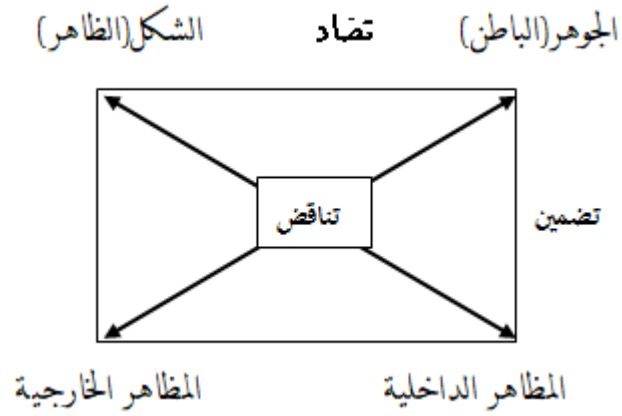 الجوهر(الباطن) تضاد الشكل(الظاهر)
تناقض تضمين
المظاهر الداخلية المظاهر الخارجية